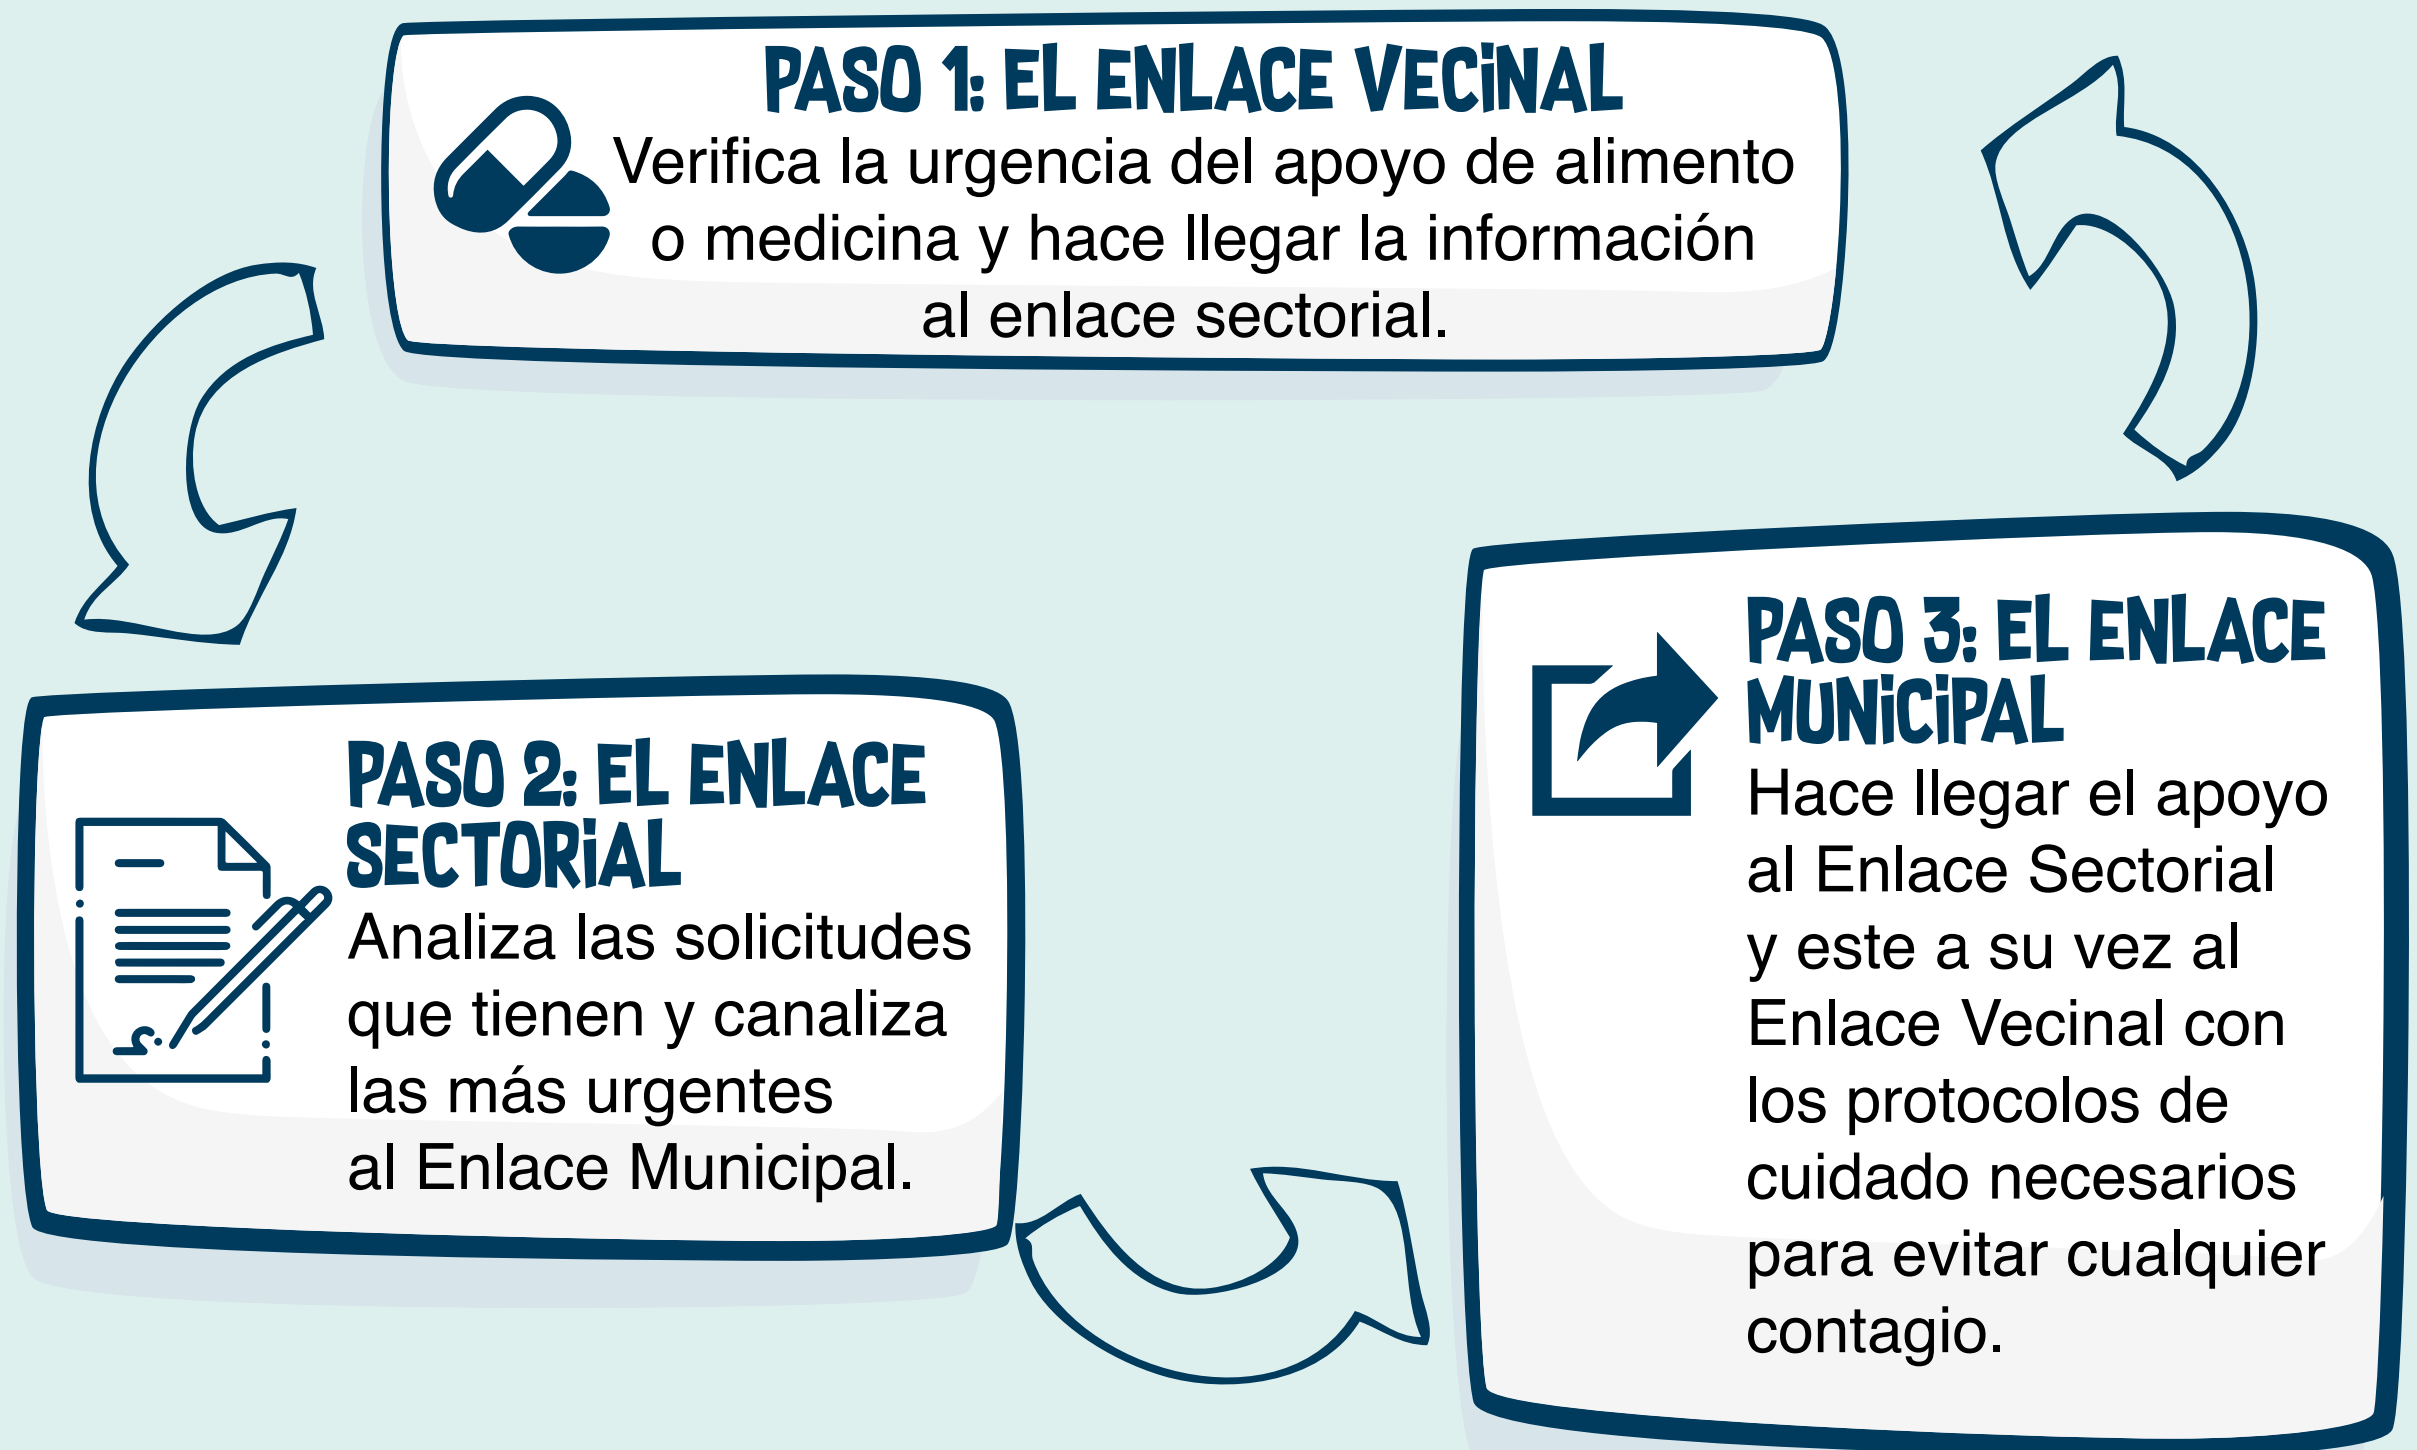 PASO 1: EL ENLACE VECINAL
Verifica la urgencia del apoyo de alimento
o medicina y hace llegar la información
al enlace sectorial.
PASO 2: EL ENLACE
SECTORIAL
Analiza las solicitudes
que tienen y canaliza
las más urgentes
al Enlace Municipal.
PASO 3: EL ENLACE
MUNICIPAL
Hace llegar el apoyo
al Enlace Sectorial
y este a su vez al
Enlace Vecinal con
los protocolos de
cuidado necesarios
para evitar cualquier
contagio.